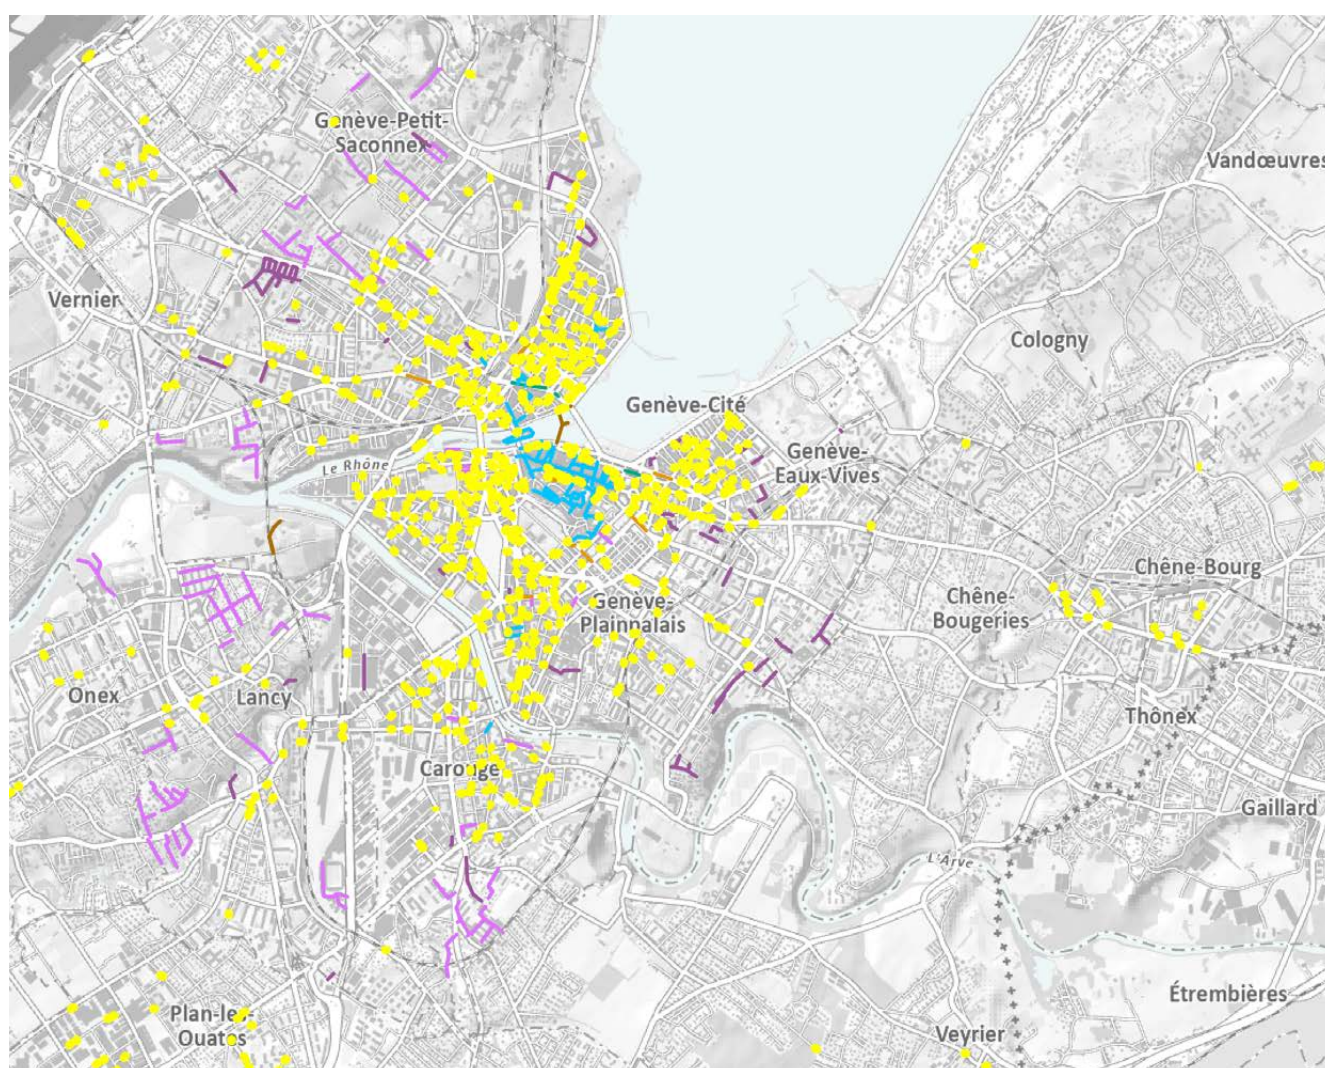 Genève-Petit-
Saconnex
Vandœuvres
Vernier
Cologny
Genève-Cité
Genève-
Eaux-Vives
Le Rhône
Chêne-Bourg
Chêne-
Bougeries
Genève-
Plainpalais
Onex
Lancy
Thônex
Carouge
Gaillard
L'Arve
Étrembières
Plan-les-
Ouates
Veyrier